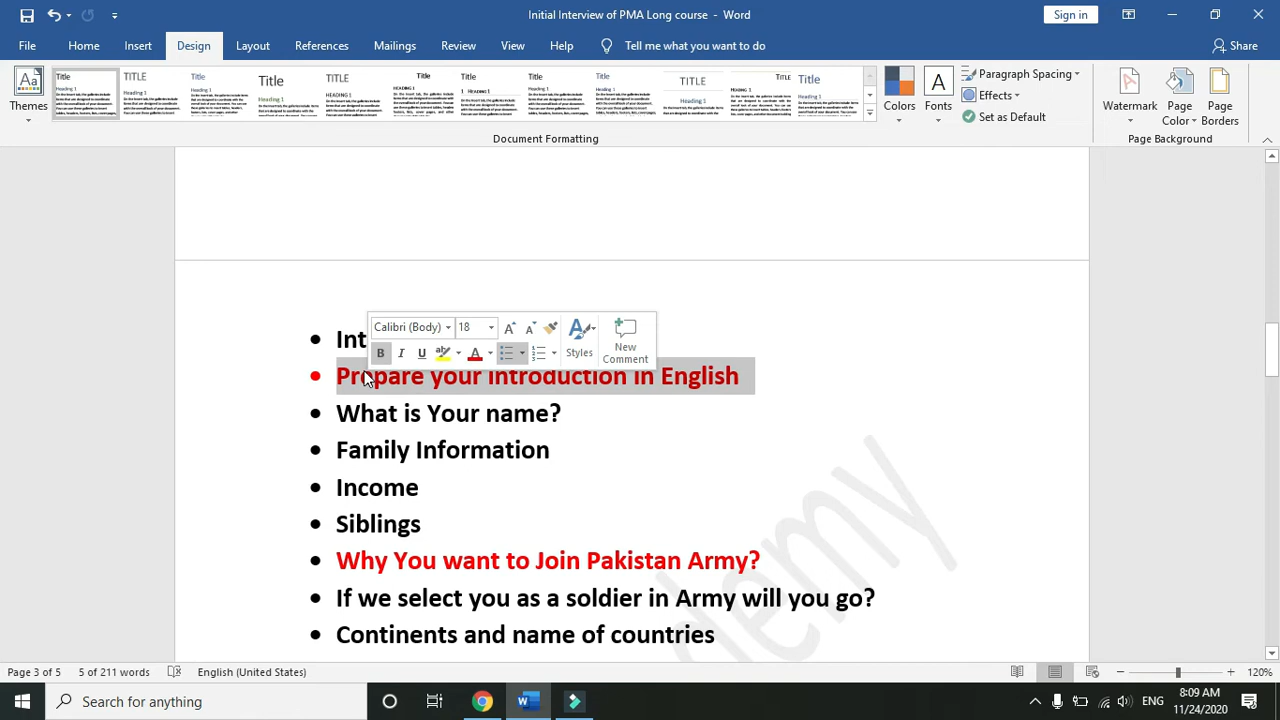 Initial Interview of PMA Long course - Word
Sign in
File Home Insert Design Layout References Mailings Review View Help Tell me what you want to do Share
Colors
Fonts
Paragraph Spacing
Effects
Set as Default
Watermark
Page Color
Page Borders
Document Formatting
Page Background
Calibri (Body) 18
B I U
Styles
New Comment
• Prepare your Introduction in English
• What is Your name?
• Family Information
• Income
• Siblings
• Why You want to Join Pakistan Army?
• If we select you as a soldier in Army will you go?
• Continents and name of countries
Page 3 of 5 5 of 211 words English (United States) 120%
Search for anything
ENG
8:09 AM
11/24/2020